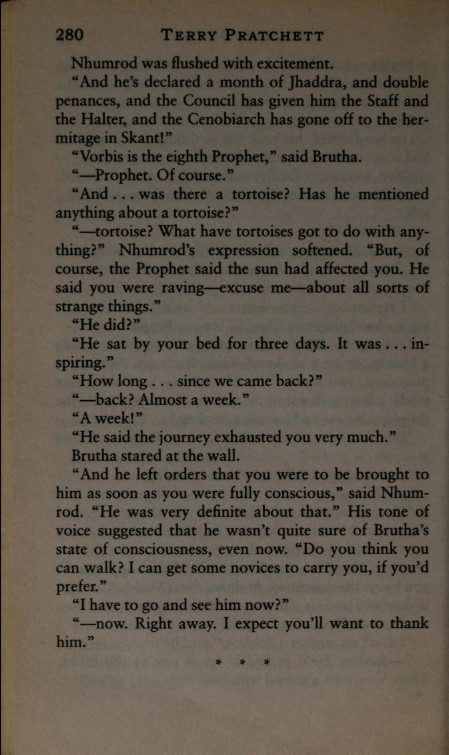 280 TERRY PRATCHETT
Nhumrod was flushed with excitement.
“And he’s declared a month of Jhaddra, and double
penances, and the Council has given him the Staff and
the Halter, and the Cenobiarch has gone off to the her-
mitage in Skant!”
“Vorbis is the eighth Prophet,” said Brutha.
“—Prophet. Of course.”
“And . . . was there a tortoise? Has he mentioned
anything about a tortoise?”
“—tortoise? What have tortoises got to do with any-
thing?” Nhumrod’s expression softened. “But, of
course, the Prophet said the sun had affected you. He
said you were raving—excuse me—about all sorts of
strange things.”
“He did?”
“He sat by your bed for three days. It was . . . in-
spiring.”
“How long . . . since we came back?”
“—back? Almost a week.”
“A week!”
“He said the journey exhausted you very much.”
Brutha stared at the wall.
“And he left orders that you were to be brought to
him as soon as you were fully conscious,” said Nhum-
rod. “He was very definite about that.” His tone of
voice suggested that he wasn’t quite sure of Brutha’s
state of consciousness, even now. “Do you think you
can walk? I can get some novices to carry you, if you’d
prefer.”
“I have to go and see him now?”
“—now. Right away. I expect you’ll want to thank
him.”
* * *